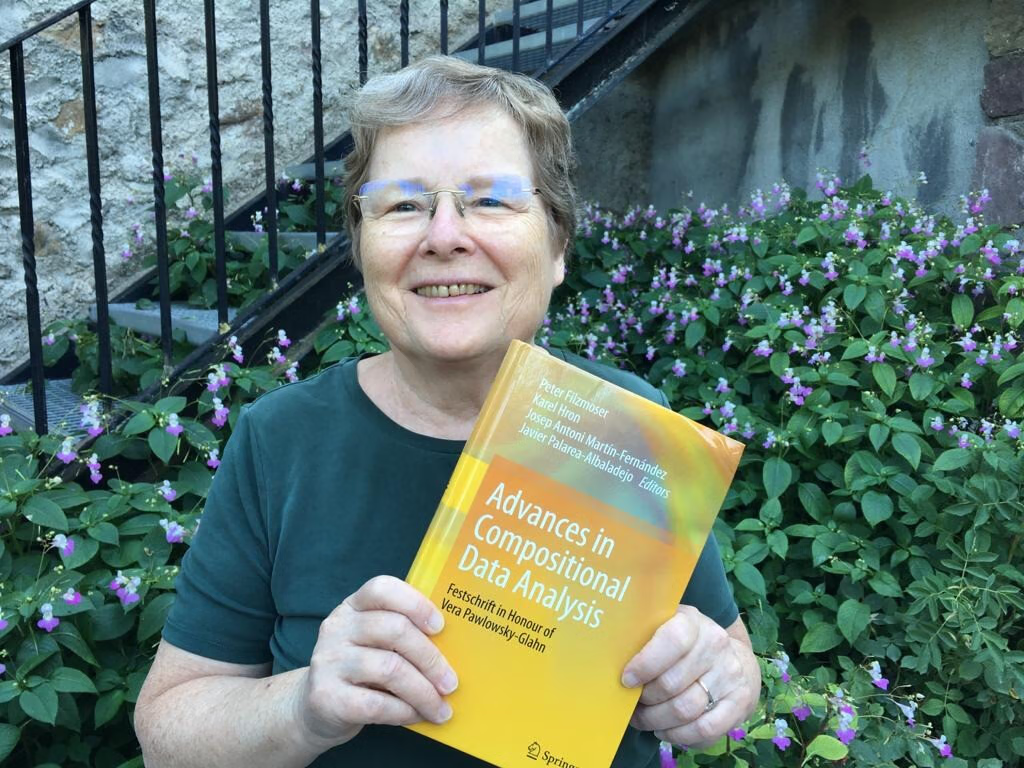 Peter Filzmoser
Karel Hron
Josep Antoni Martín-Fernández
Javier Palarea-Albaladejo Editors
Advances in
Compositional
Data Analysis
Festschrift in Honour of
Vera Pawlowsky-Glahn
Springer